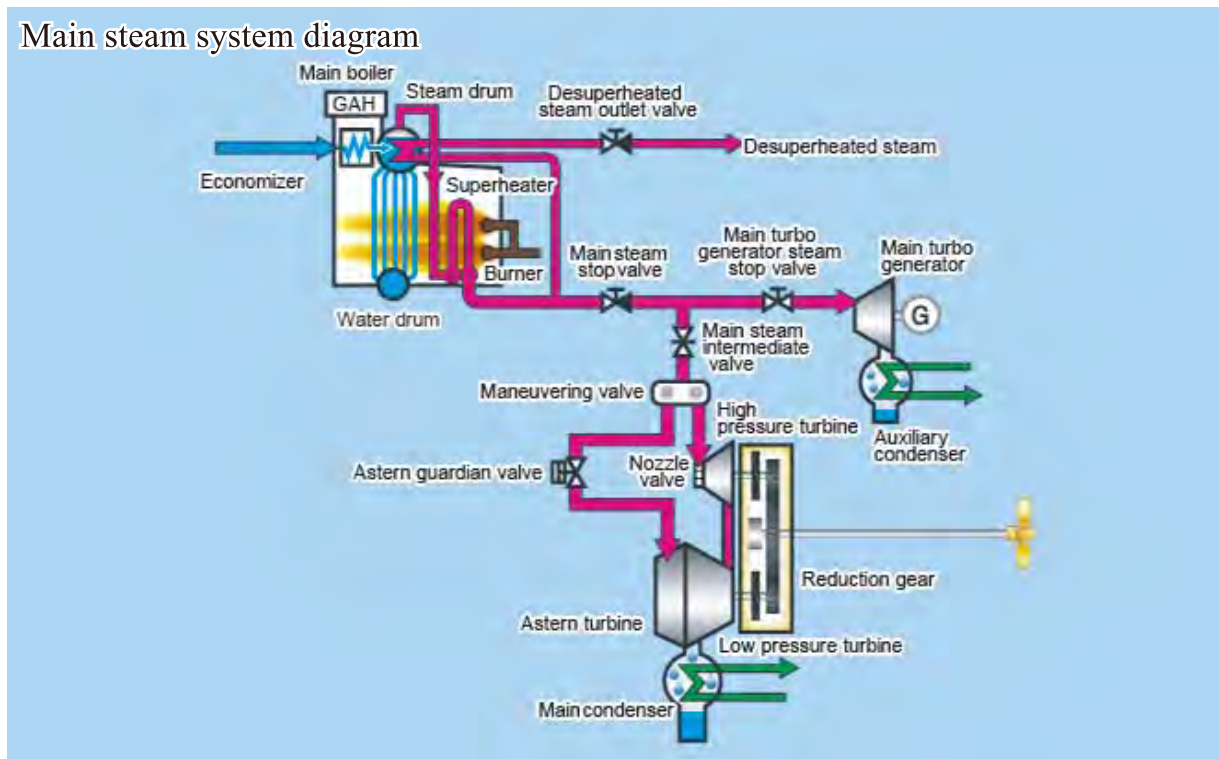 Main steam system diagram
Main boiler
GAH
Steam drum
Desuperheated
steam outlet valve
Desuperheated steam
Economizer
Superheater
Burner
Water drum
Main steam
stop valve
Main turbo
generator steam
stop valve
Main turbo
generator
G
Main steam
intermediate
valve
Maneuvering valve
High
pressure turbine
Auxiliary
condenser
Astern guardian valve
Nozzle
valve
Reduction gear
Astern turbine
Low pressure turbine
Main condenser